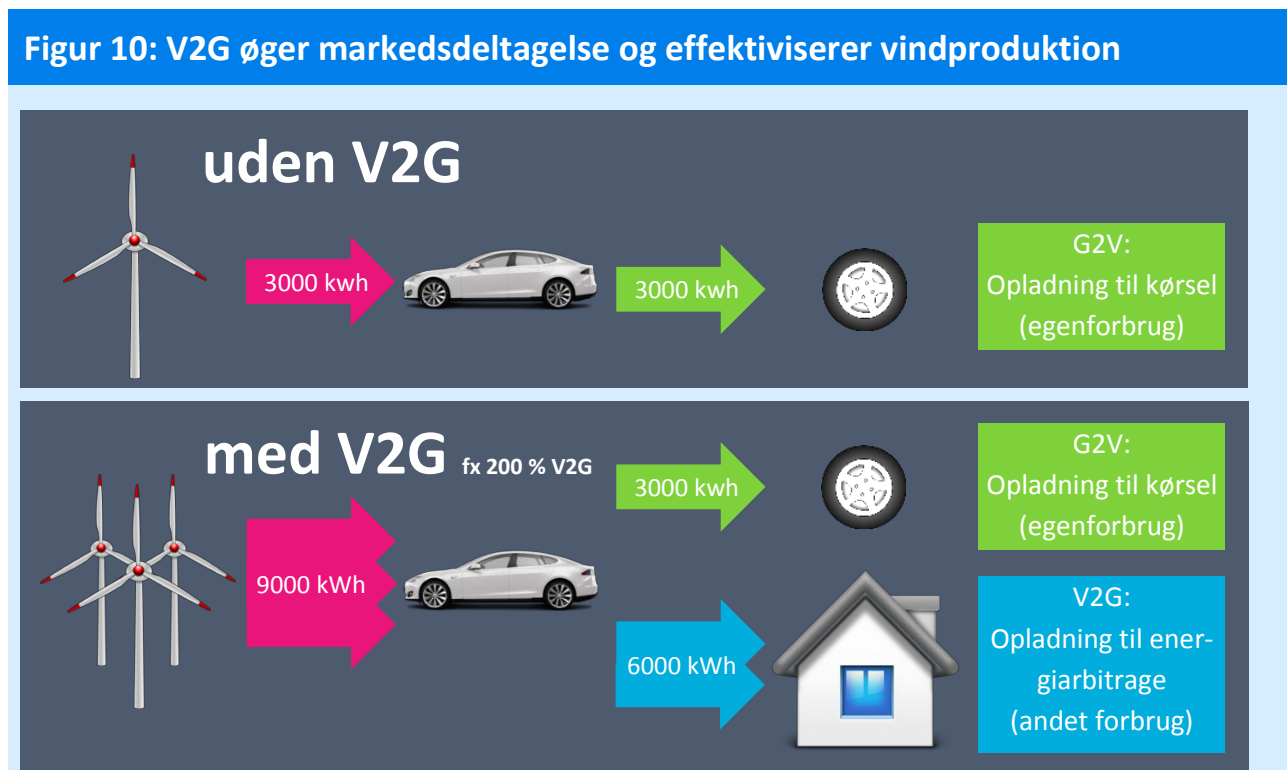 Figur 10: V2G øger markedsdeltagelse og effektiviserer vindproduktion
uden V2G
3000 kwh
3000 kwh
G2V:
Opladning til kørsel
(egenforbrug)
med V2G fx 200 % V2G
9000 kWh
3000 kwh
G2V:
Opladning til kørsel
(egenforbrug)
6000 kWh
V2G:
Opladning til ener-
giarbitrage
(andet forbrug)